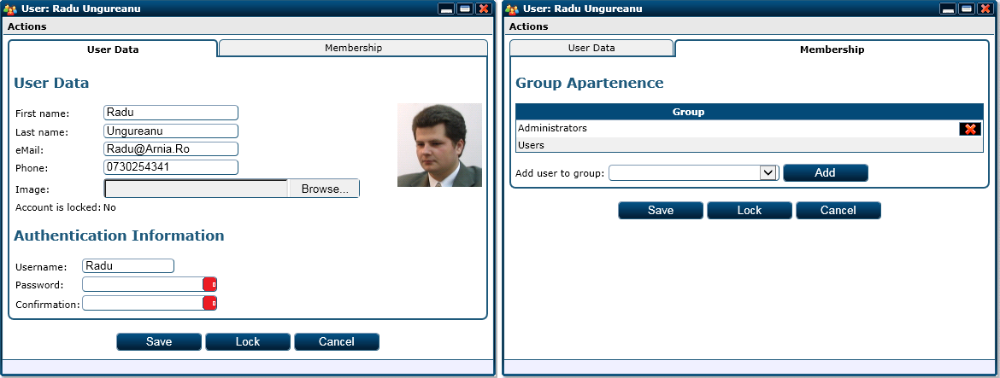 User: Radu Ungureanu
Actions
User Data
Membership
User Data
First name: Radu
Last name: Ungureanu
eMail: Radu@Arnia.Ro
Phone: 0730254341
Image: Browse...
Account is locked: No
Authentication Information
Username: Radu
Password:
Confirmation:
Save Lock Cancel
User: Radu Ungureanu
Actions
User Data
Membership
Group Apartenence
Group
Administrators
Users
Add user to group: Add
Save Lock Cancel